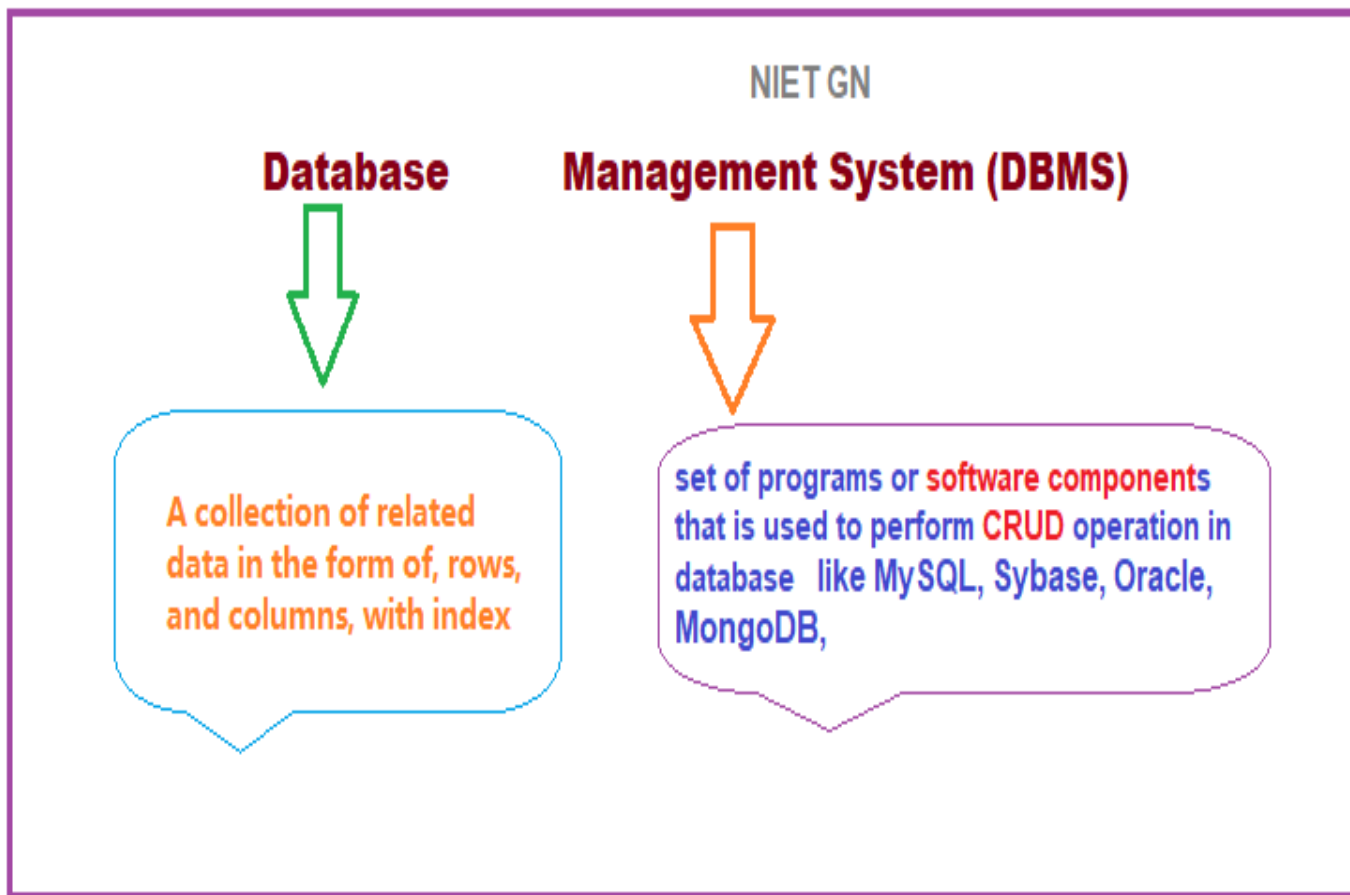 NIET GN
Database Management System (DBMS)
A collection of related
data in the form of, rows,
and columns, with index
set of programs or software components
that is used to perform CRUD operation in
database like MySQL, Sybase, Oracle,
MongoDB,